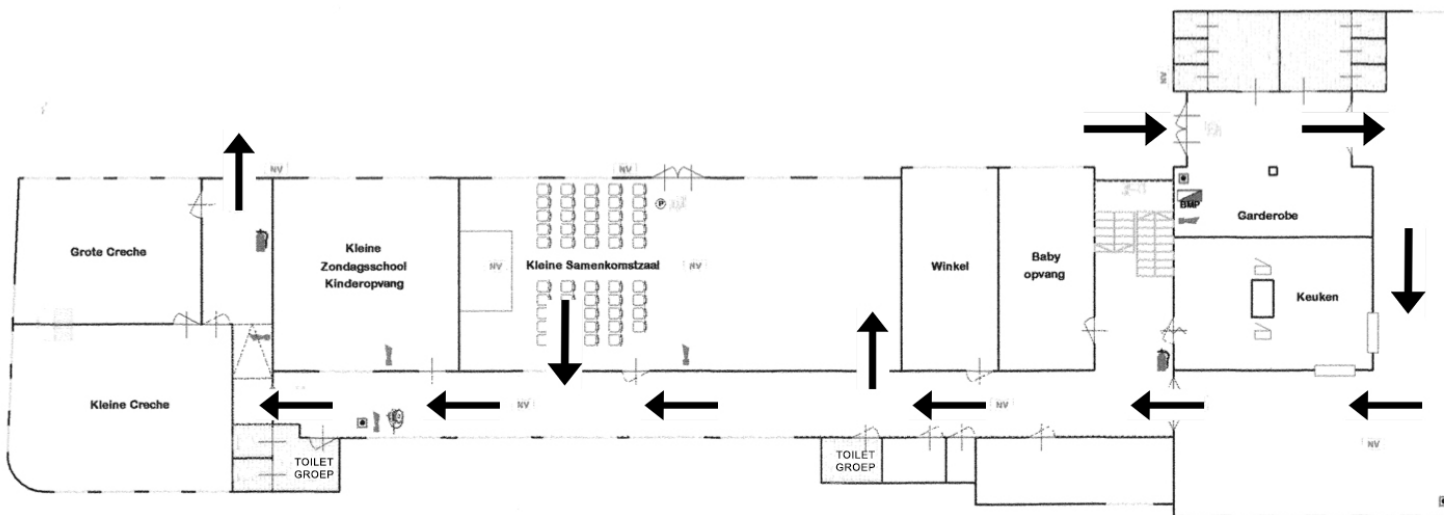 NV
NV
NV
Grote Creche
Kleine
Zondagsschool
Kinderopvang
NV
Kleine Samenkomstzaal
NV
P
Winkel
Baby
opvang
BMP
Garderobe
Keuken
Kleine Creche
NV
NV
NV
TOILET
GROEP
TOILET
GROEP